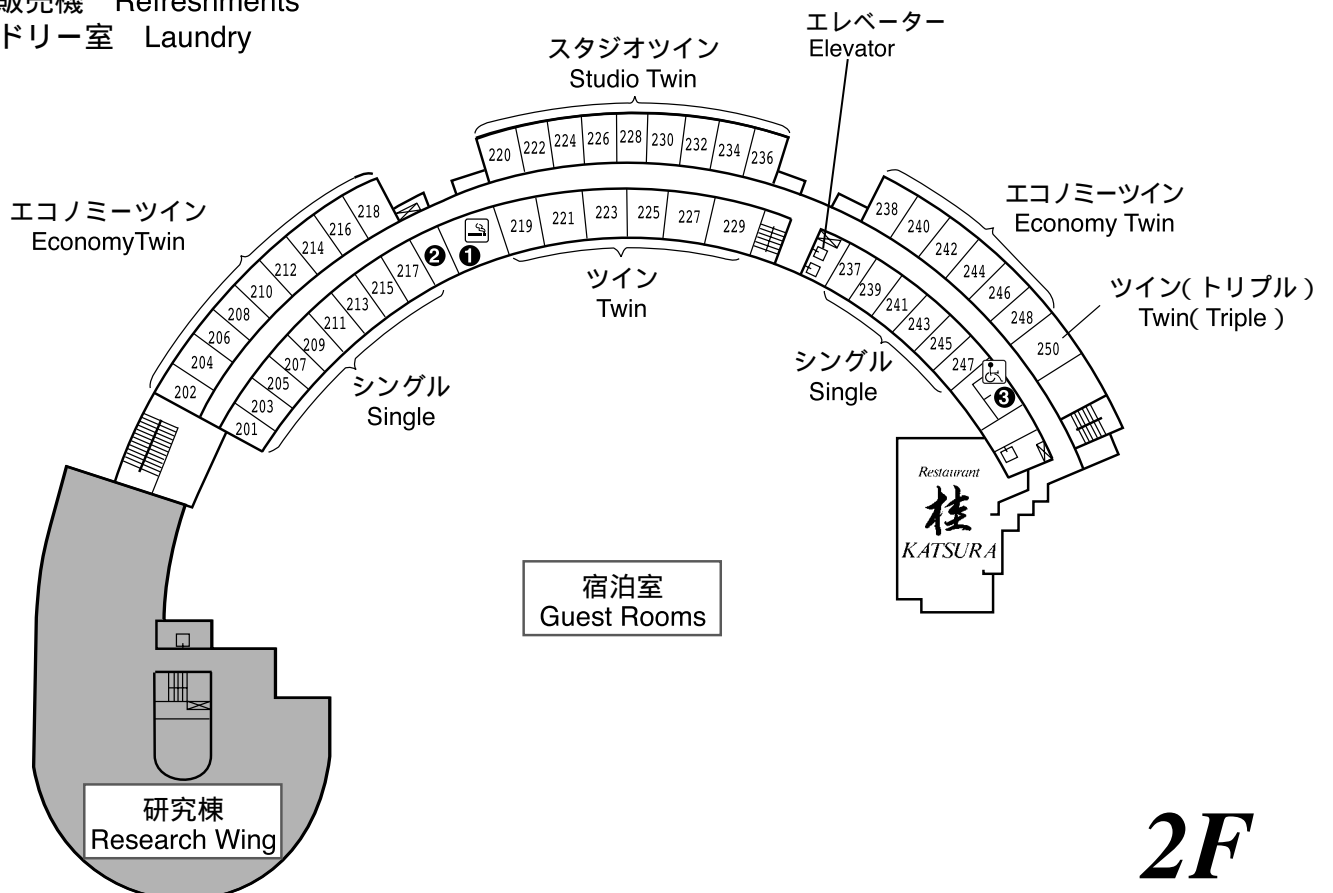 販売機 Refreshments
ドリー室 Laundry
エレベーター
Elevator
スタジオツイン
Studio Twin
220 222 224 226 228 230 232 234 236
エコノミーツイン
EconomyTwin
202 204 206 208 210 212 214 216 218
エコノミーツイン
Economy Twin
238 240 242 244 246 248
ツイン(トリプル)
Twin( Triple )
250
❷ ❶
219 221 223 225 227 229
ツイン
Twin
201 203 205 207 209 211 213 215 217
シングル
Single
237 239 241 243 245 247
シングル
Single
❸
Restaurant
桂
KATSURA
宿泊室
Guest Rooms
研究棟
Research Wing
2F